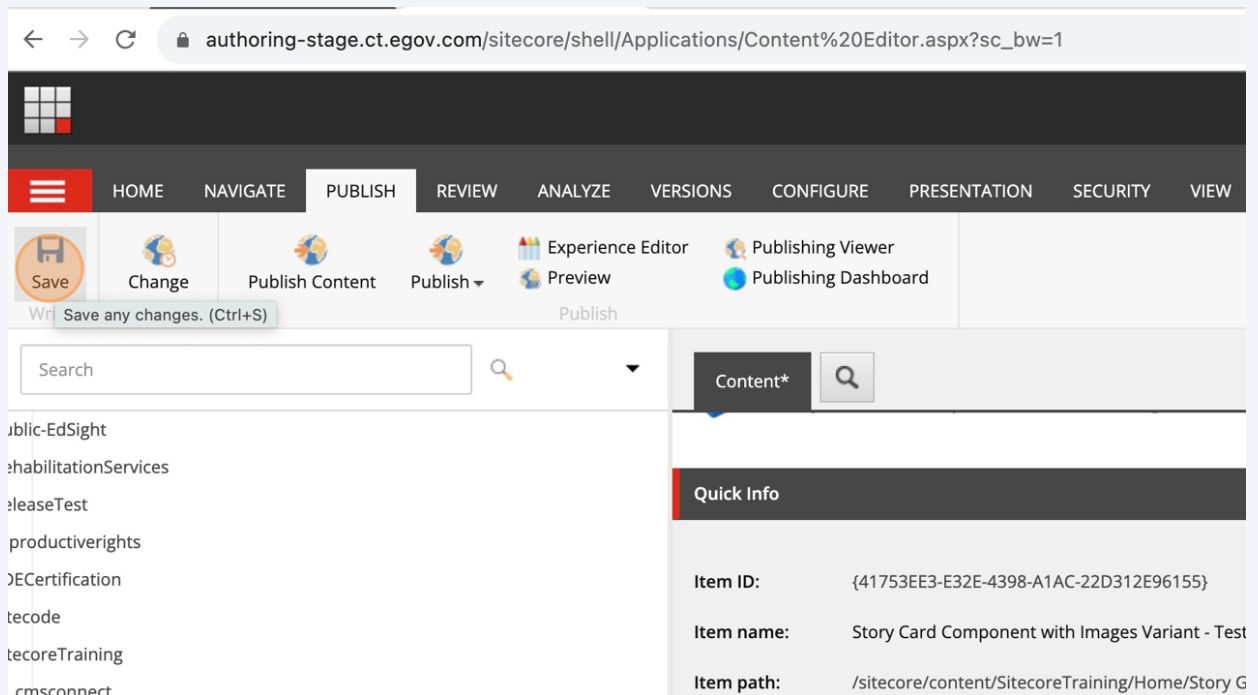 authoring-stage.ct.egov.com/sitecore/shell/Applications/Content%20Editor.aspx?sc_bw=1
HOME NAVIGATE PUBLISH REVIEW ANALYZE VERSIONS CONFIGURE PRESENTATION SECURITY VIEW
Save
Change
Publish Content
Publish
Experience Editor
Preview
Publishing Viewer
Publishing Dashboard
Wri
Save any changes. (Ctrl+S)
Publish
Search
Content*
ublic-EdSight
ehabilitationServices
eleaseTest
productiverights
DECertification
tecode
tecoreTraining
cmsconnect
Quick Info
Item ID: {41753EE3-E32E-4398-A1AC-22D312E96155}
Item name: Story Card Component with Images Variant - Test
Item path: /sitecore/content/SitecoreTraining/Home/Story G